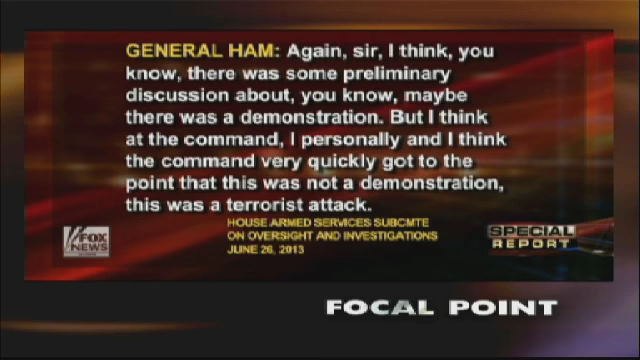 GENERAL HAM: Again, sir, I think, you
know, there was some preliminary
discussion about, you know, maybe
there was a demonstration. But I think
at the command, I personally and I think
the command very quickly got to the
point that this was not a demonstration,
this was a terrorist attack.
HOUSE ARMED SERVICES SUBCMTE
ON OVERSIGHT AND INVESTIGATIONS
JUNE 26, 2013
FOX
NEWS
SPECIAL
REPORT
FOCAL POINT